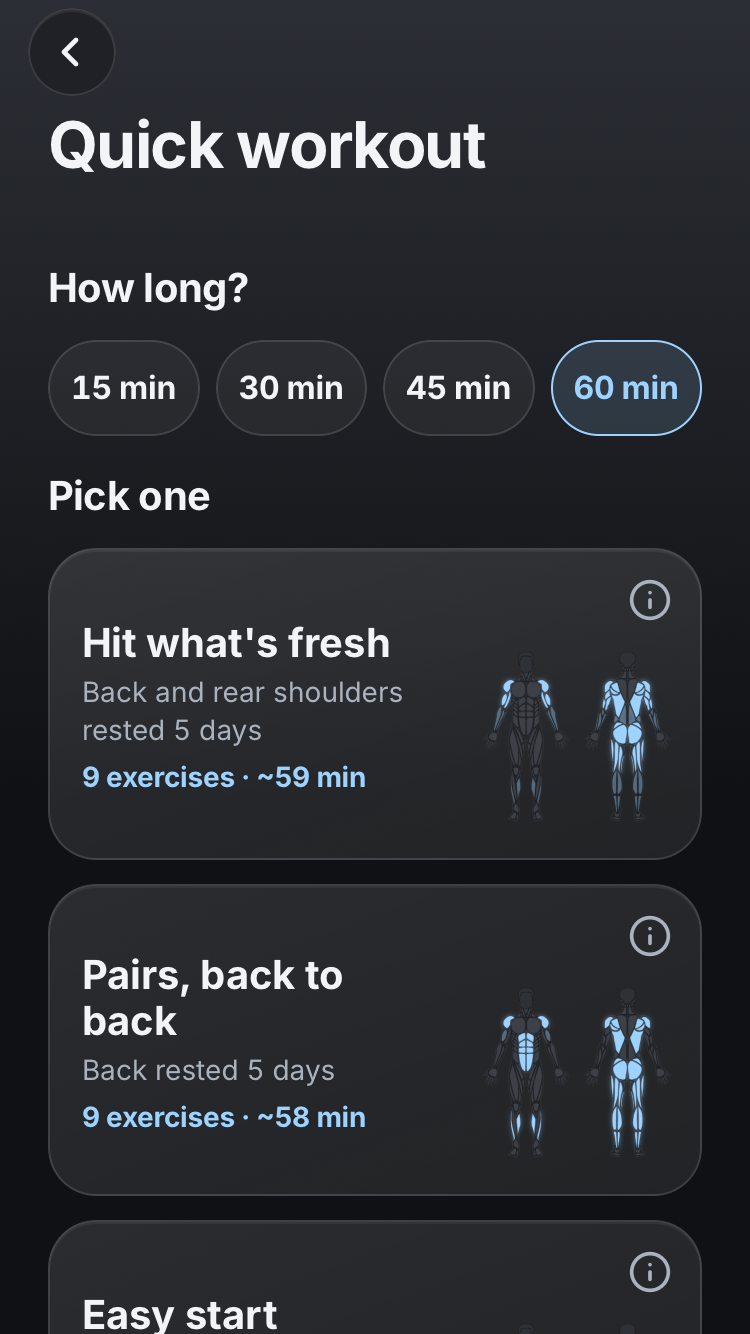 Quick workout
How long?
15 min 30 min 45 min 60 min
Pick one
Hit what's fresh
Back and rear shoulders
rested 5 days
9 exercises · ~59 min
Pairs, back to
back
Back rested 5 days
9 exercises · ~58 min
Easy start